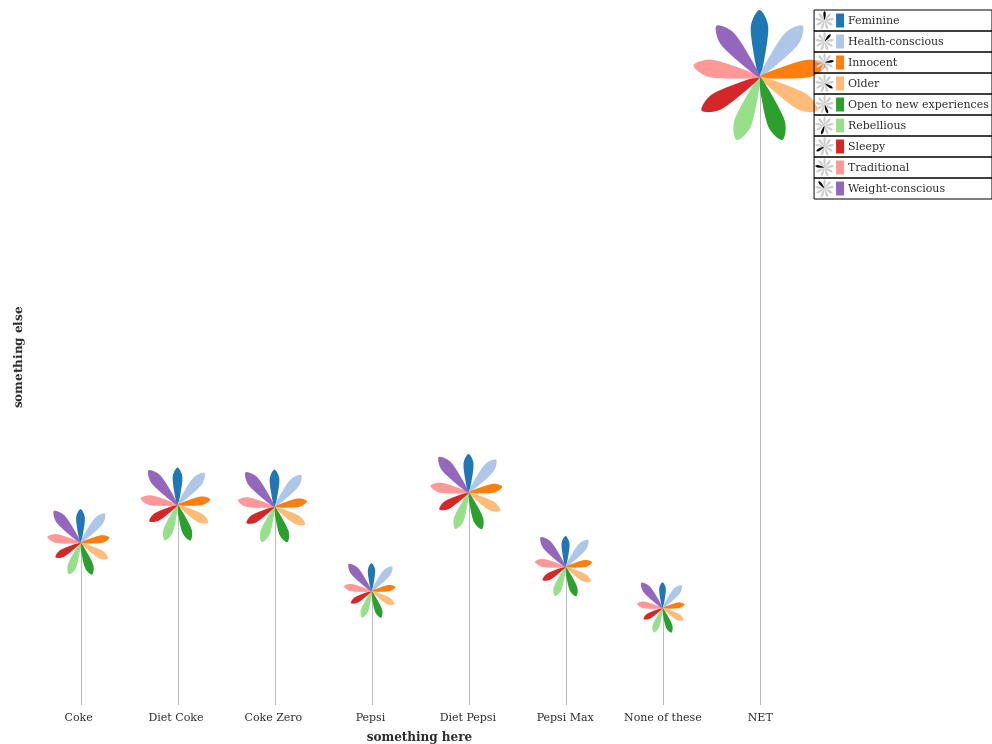 Feminine
Health-conscious
Innocent
Older
Open to new experiences
Rebellious
Sleepy
Traditional
Weight-conscious
something else
Coke
Diet Coke
Coke Zero
Pepsi
Diet Pepsi
Pepsi Max
None of these
NET
something here